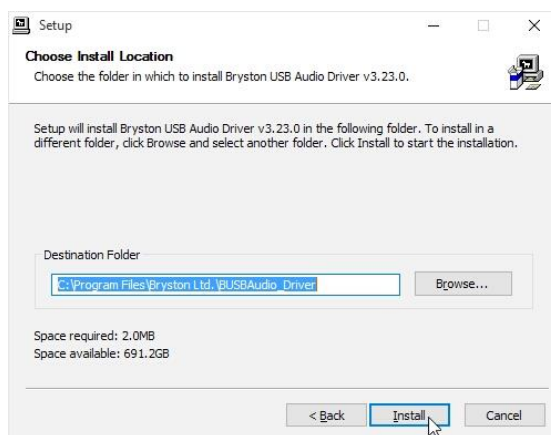 Setup
Choose Install Location
Choose the folder in which to install Bryston USB Audio Driver v3.23.0.
Setup will install Bryston USB Audio Driver v3.23.0 in the following folder. To install in a
different folder, click Browse and select another folder. Click Install to start the installation.
Destination Folder
C:\Program Files\Bryston Ltd.\BUSBAudio_Driver
Browse...
Space required: 2.0MB
Space available: 691.2GB
< Back
Install
Cancel